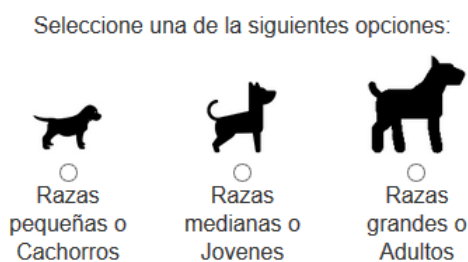 Seleccione una de la siguientes opciones:
Razas pequeñas o Cachorros
Razas medianas o Jovenes
Razas grandes o Adultos